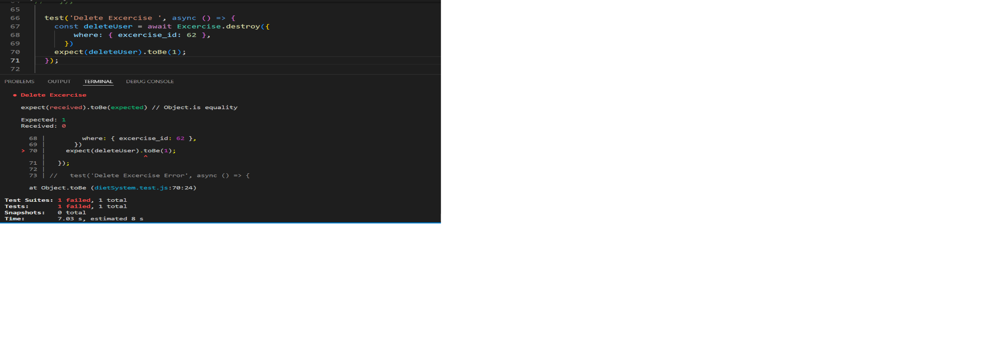 65
66 test('Delete Excercise ', async () => {
67 const deleteUser = await Excercise.destroy({
68 where: { excercise_id: 62 },
69 })
70 expect(deleteUser).toBe(1);
71 });
72
PROBLEMS OUTPUT TERMINAL DEBUG CONSOLE
● Delete Excercise
expect(received).toBe(expected) // Object.is equality
Expected: 1
Received: 0
68 | where: { excercise_id: 62 },
69 | })
> 70 | expect(deleteUser).toBe(1);
| ^
71 | });
72 |
73 | // test('Delete Excercise Error', async () => {
at Object.toBe (dietSystem.test.js:70:24)
Test Suites: 1 failed, 1 total
Tests: 1 failed, 1 total
Snapshots: 0 total
Time: 7.03 s, estimated 8 s